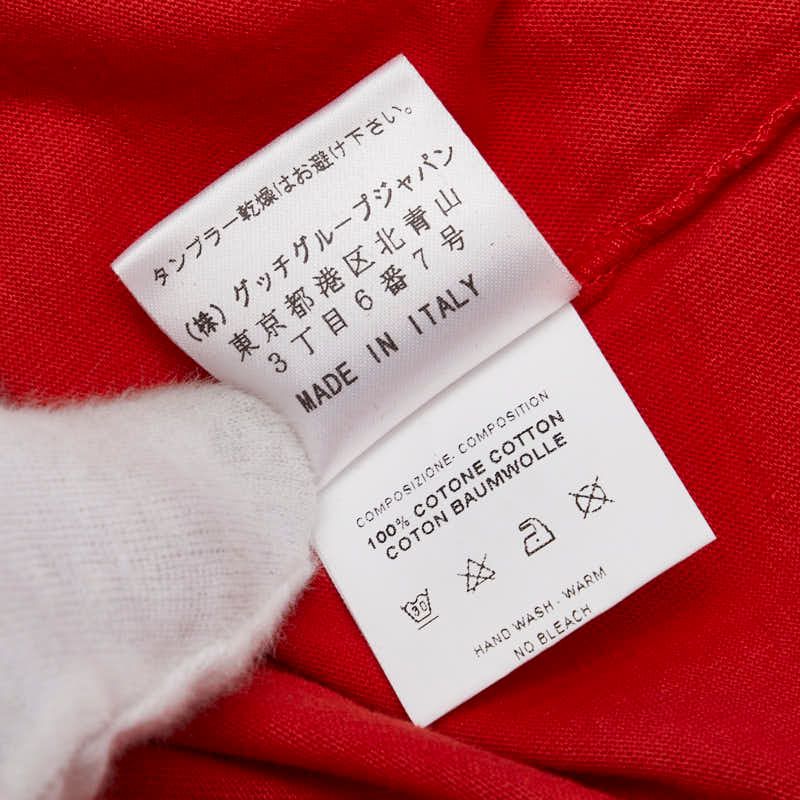 タンブラー乾燥はお避け下さい。
(株) グッチグループジャパン
東京都港区北青山
3丁目6番7号
MADE IN ITALY
COMPOSIZIONE· COMPOSITION
100% COTONE COTTON
COTON BAUMWOLLE
30
HAND WASH - WARM
NO BLEACH